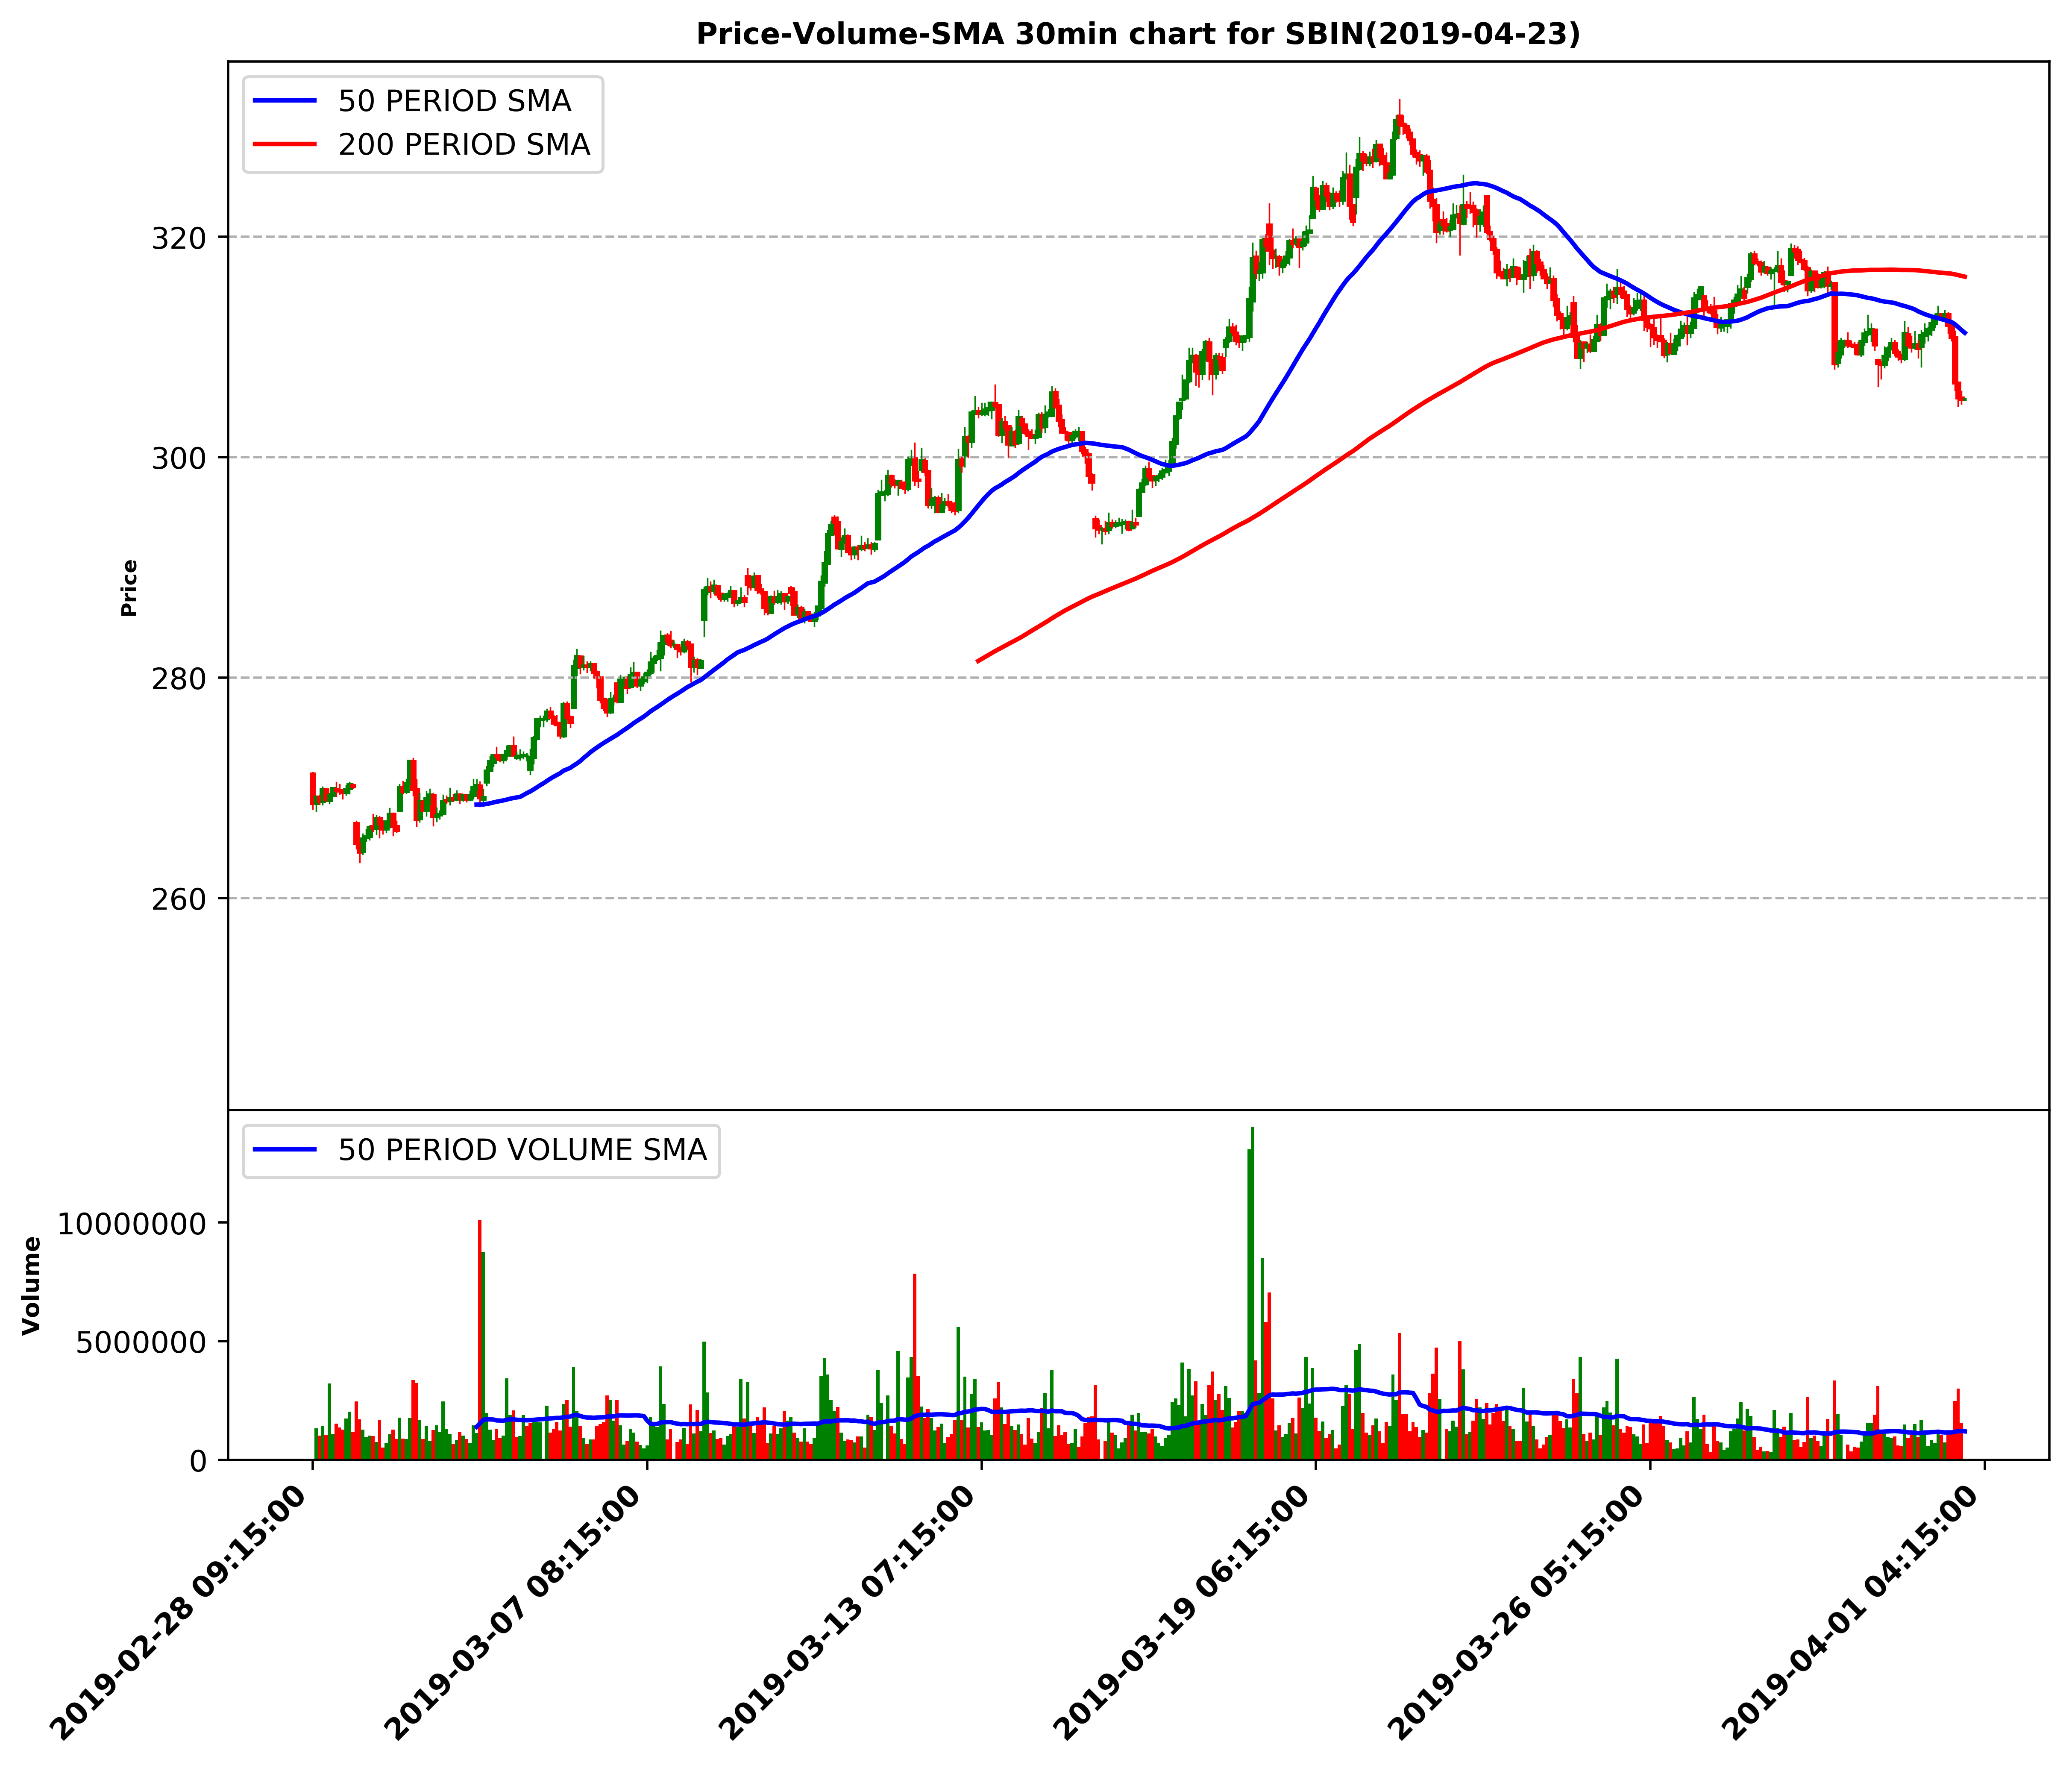 Price-Volume-SMA 30min chart for SBIN(2019-04-23)
50 PERIOD SMA
200 PERIOD SMA
320
300
280
260
Price
50 PERIOD VOLUME SMA
10000000
5000000
0
Volume
2019-02-28 09:15:00
2019-03-07 08:15:00
2019-03-13 07:15:00
2019-03-19 06:15:00
2019-03-26 05:15:00
2019-04-01 04:15:00